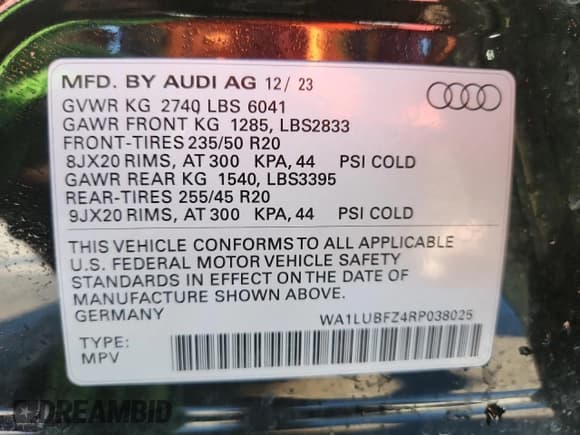 MFD. BY AUDI AG 12/ 23
GVWR KG 2740 LBS 6041
GAWR FRONT KG 1285, LBS2833
FRONT-TIRES 235/50 R20
8JX20 RIMS, AT 300 KPA, 44 PSI COLD
GAWR REAR KG 1540, LBS3395
REAR-TIRES 255/45 R20
9JX20 RIMS, AT 300 KPA, 44 PSI COLD
THIS VEHICLE CONFORMS TO ALL APPLICABLE
U.S. FEDERAL MOTOR VEHICLE SAFETY
STANDARDS IN EFFECT ON THE DATE OF
MANUFACTURE SHOWN ABOVE.
GERMANY
WA1LUBFZ4RP038025
TYPE:
MPV
DREAMBID